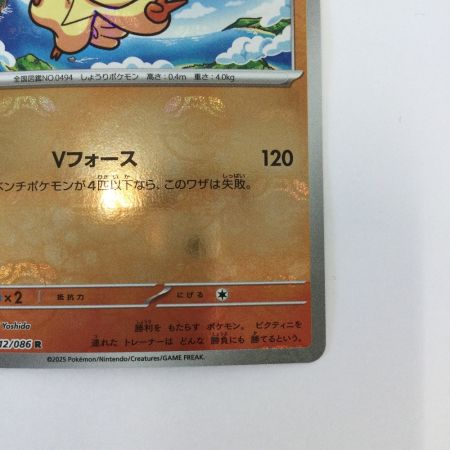 全国図鑑NO.0494 しょうりポケモン 高さ:0.4m 重さ:4.0kg
Vフォース 120
ベンチポケモンが4匹以下なら、このワザは失敗。
×2 抵抗力 にげる
Yoshida
勝利を もたらす ポケモン。 ビクティニを
12/086 R
連れた トレーナーは どんな 勝負にも 勝てるという。
©2025 Pokémon/Nintendo/Creatures/GAME FREAK.